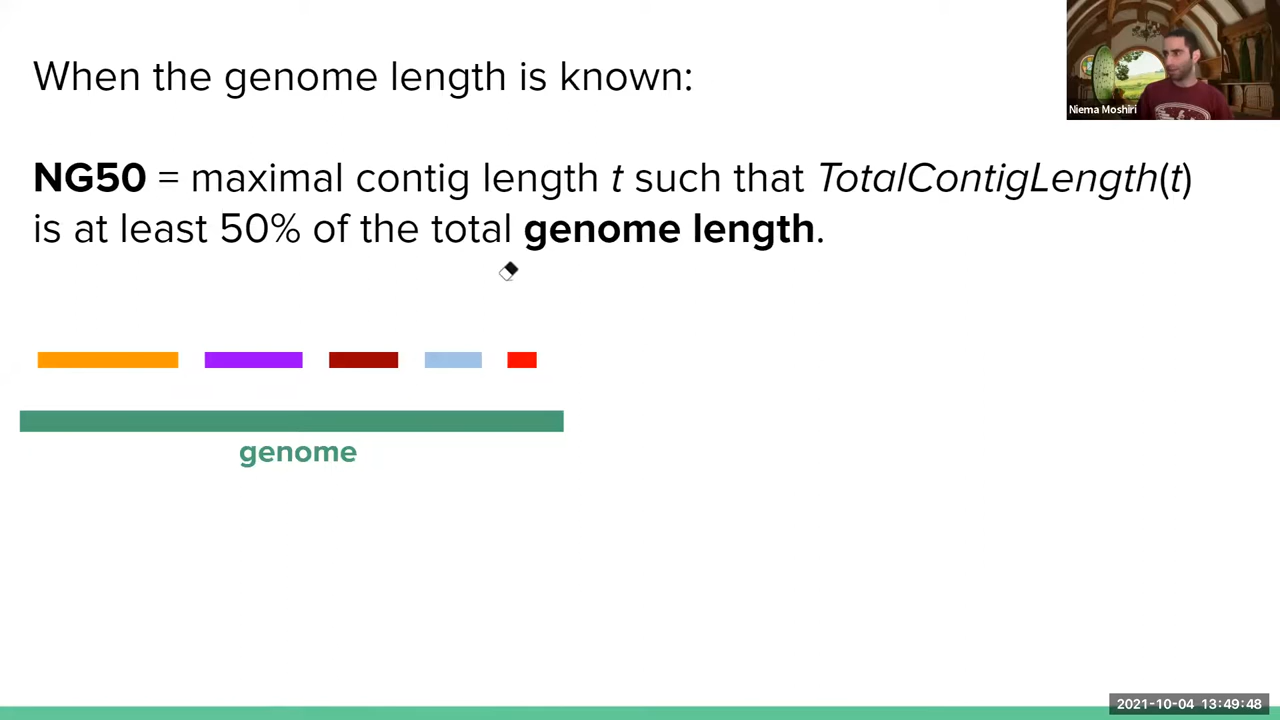 When the genome length is known:
Niema Moshiri
NG50 = maximal contig length t such that TotalContigLength(t)
is at least 50% of the total genome length.
genome
2021-10-04 13:49:48